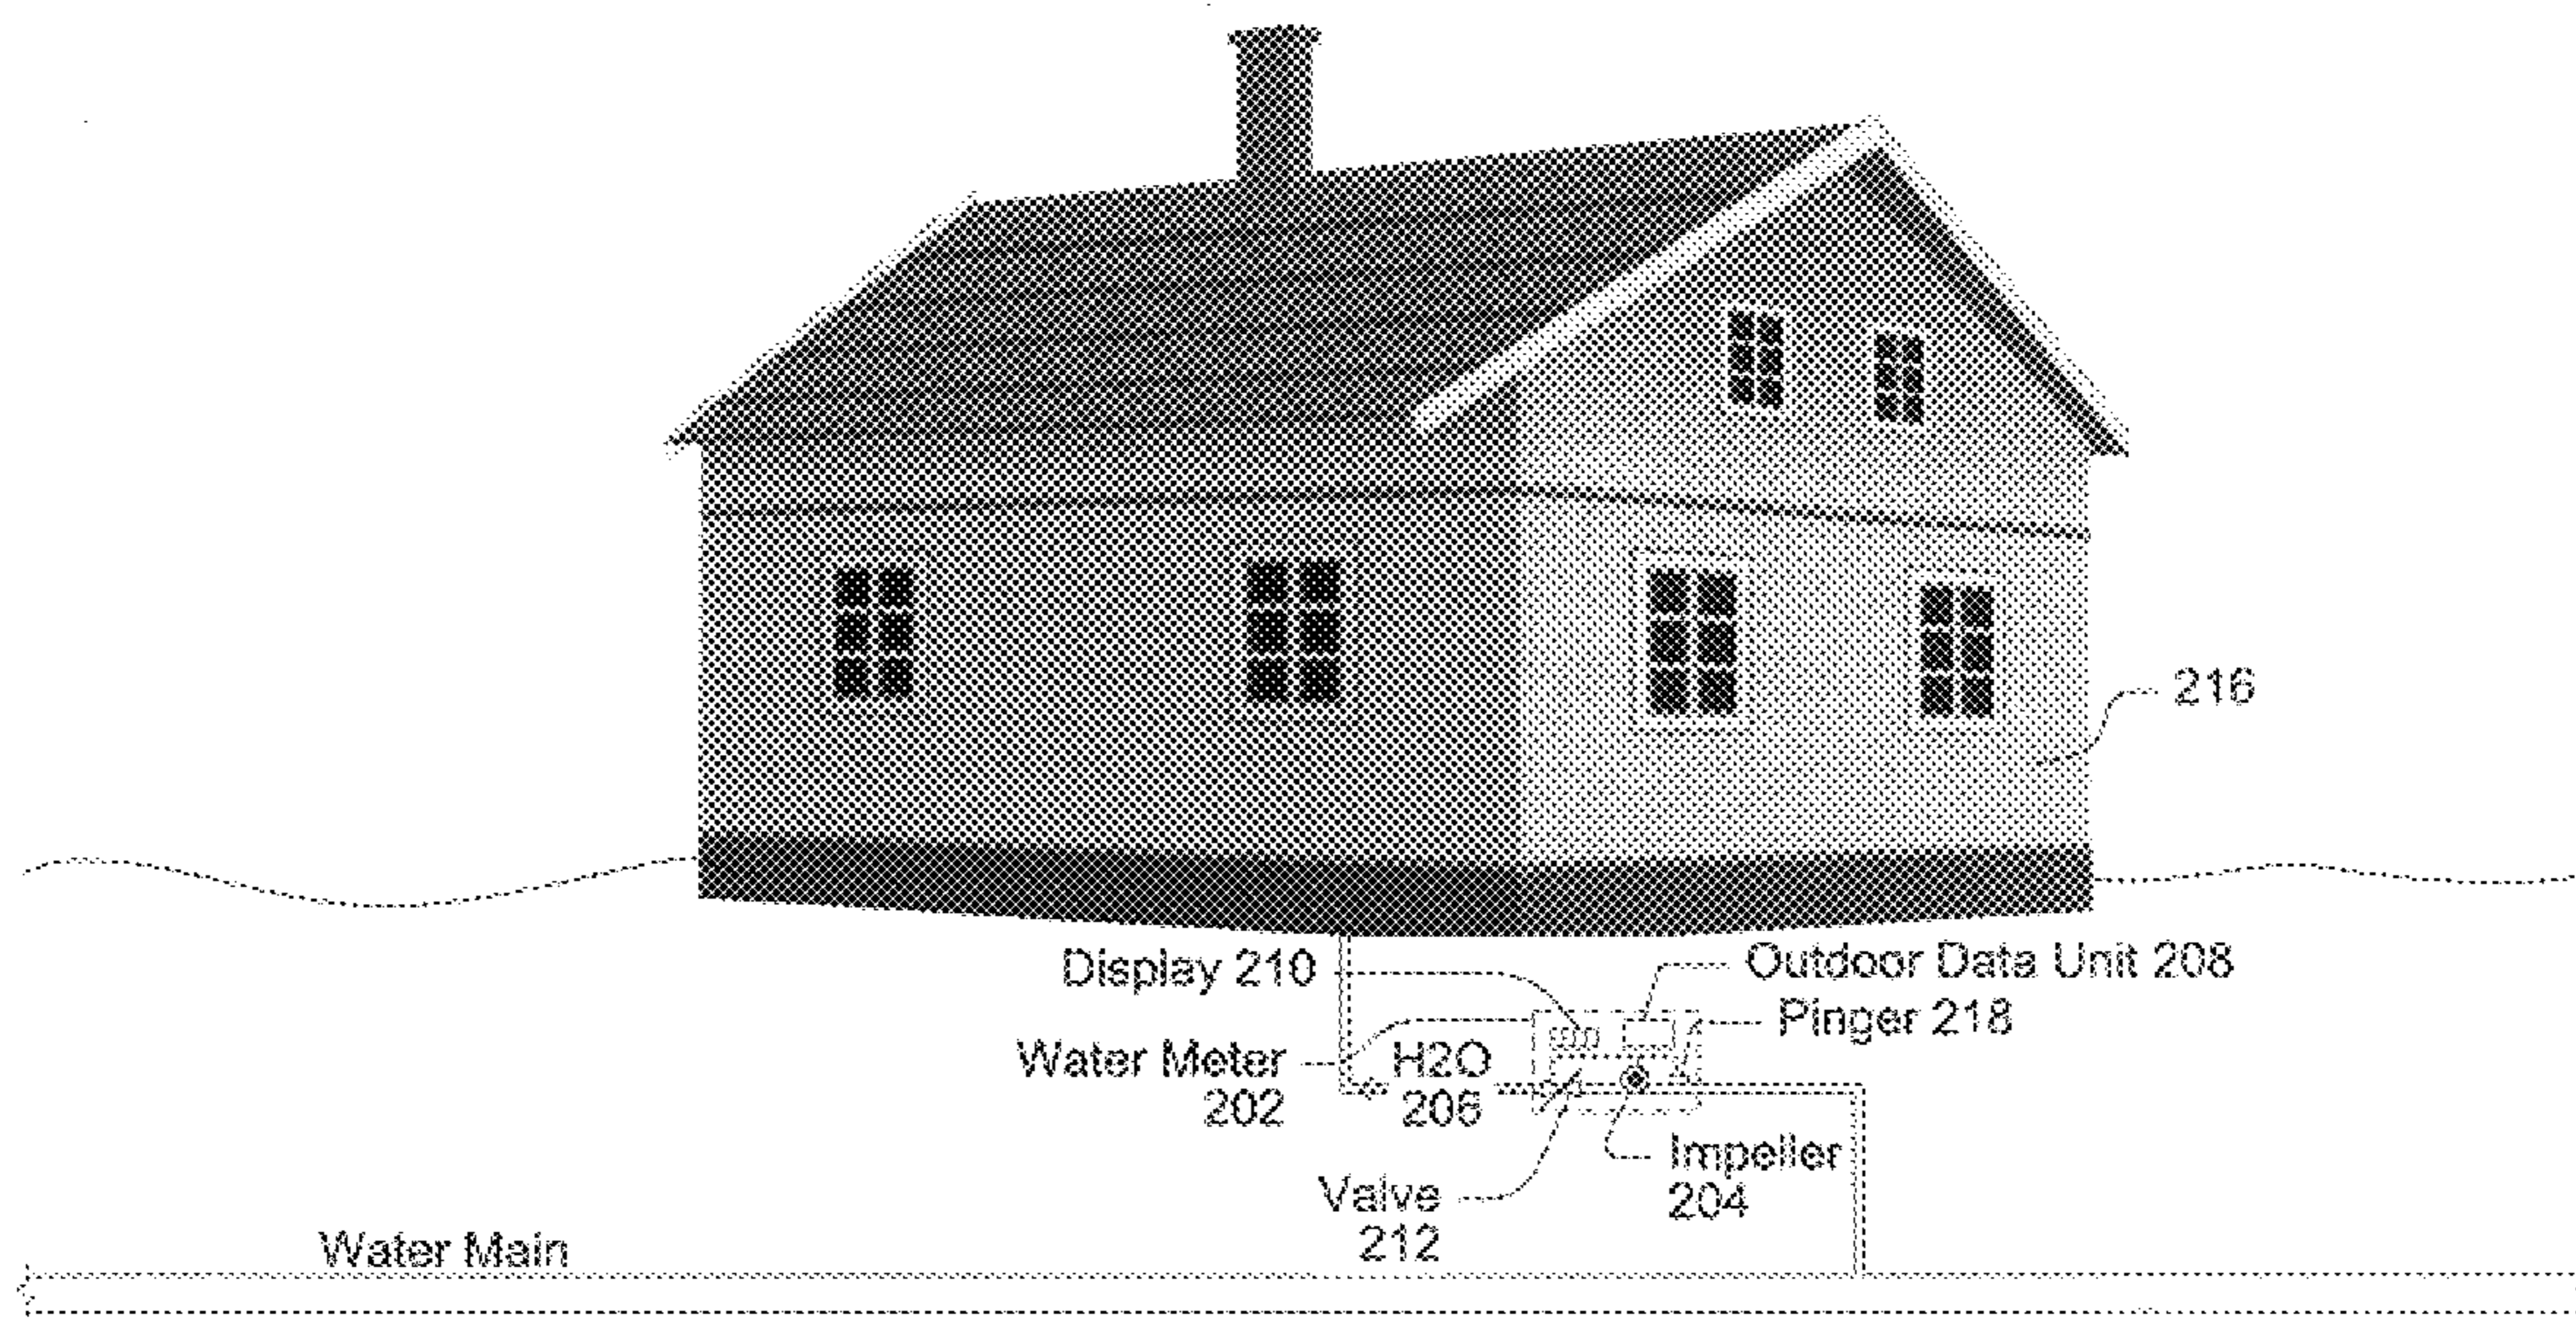 216
Display 210
Outdoor Data Unit 208
Pinger 218
Water Meter
202
H2O
206
Impeller
204
Valve
212
Water Main